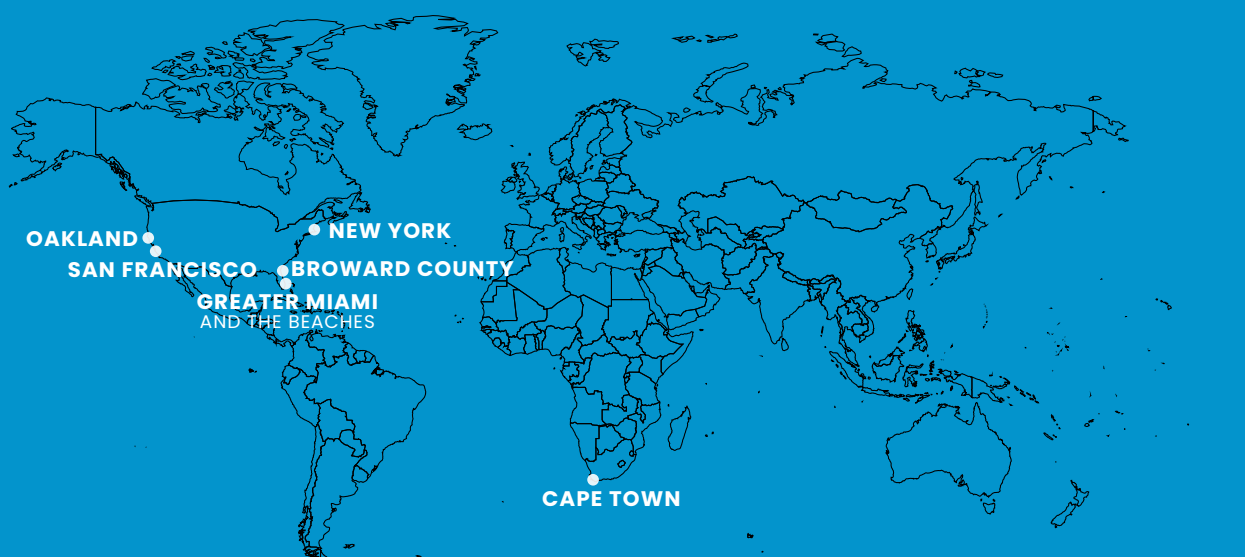 NEW YORK
OAKLAND
SAN FRANCISCO
BROWARD COUNTY
GREATER MIAMI
AND THE BEACHES
CAPE TOWN